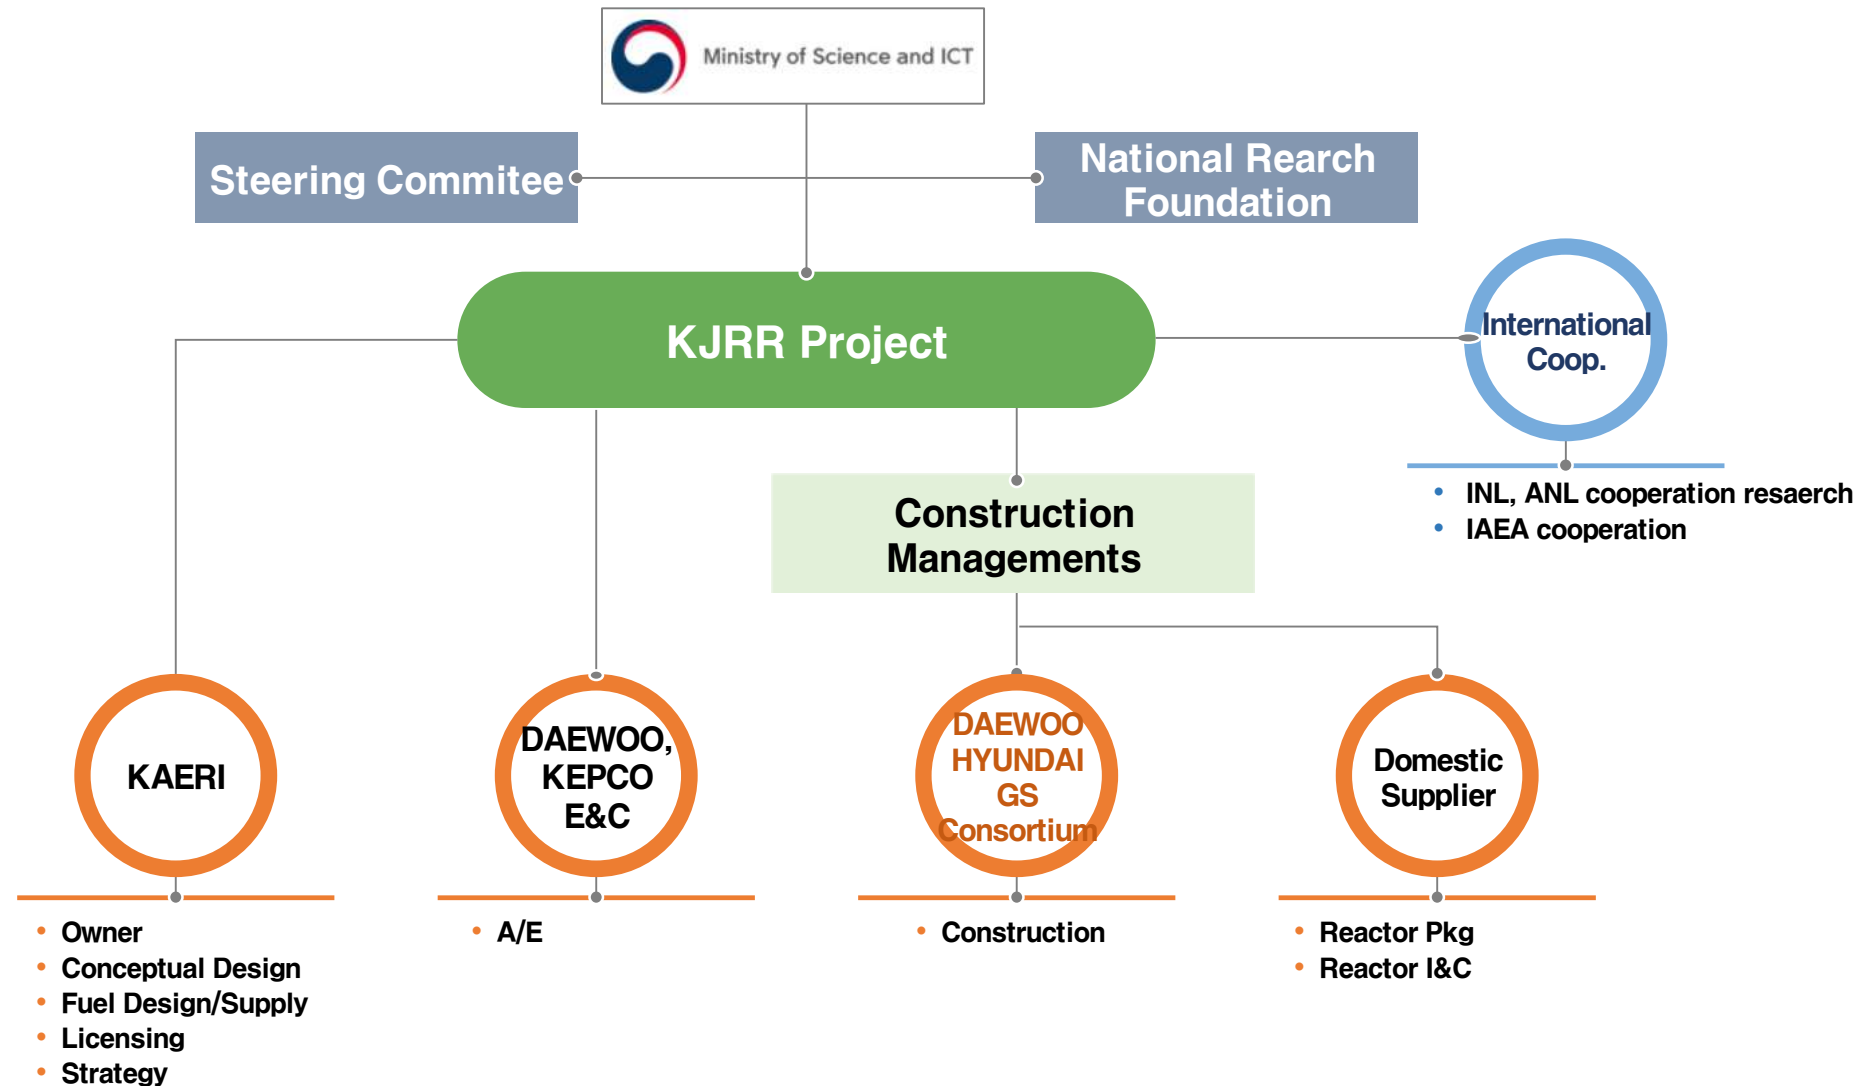 Ministry of Science and ICT
Steering Commitee
National Rearch
Foundation
KJRR Project
International
Coop.
• INL, ANL cooperation resaerch
• IAEA cooperation
Construction
Managements
KAERI
• Owner
• Conceptual Design
• Fuel Design/Supply
• Licensing
• Strategy
DAEWOO,
KEPCO
E&C
• A/E
DAEWOO
HYUNDAI
GS
Consortium
• Construction
Domestic
Supplier
• Reactor Pkg
• Reactor I&C